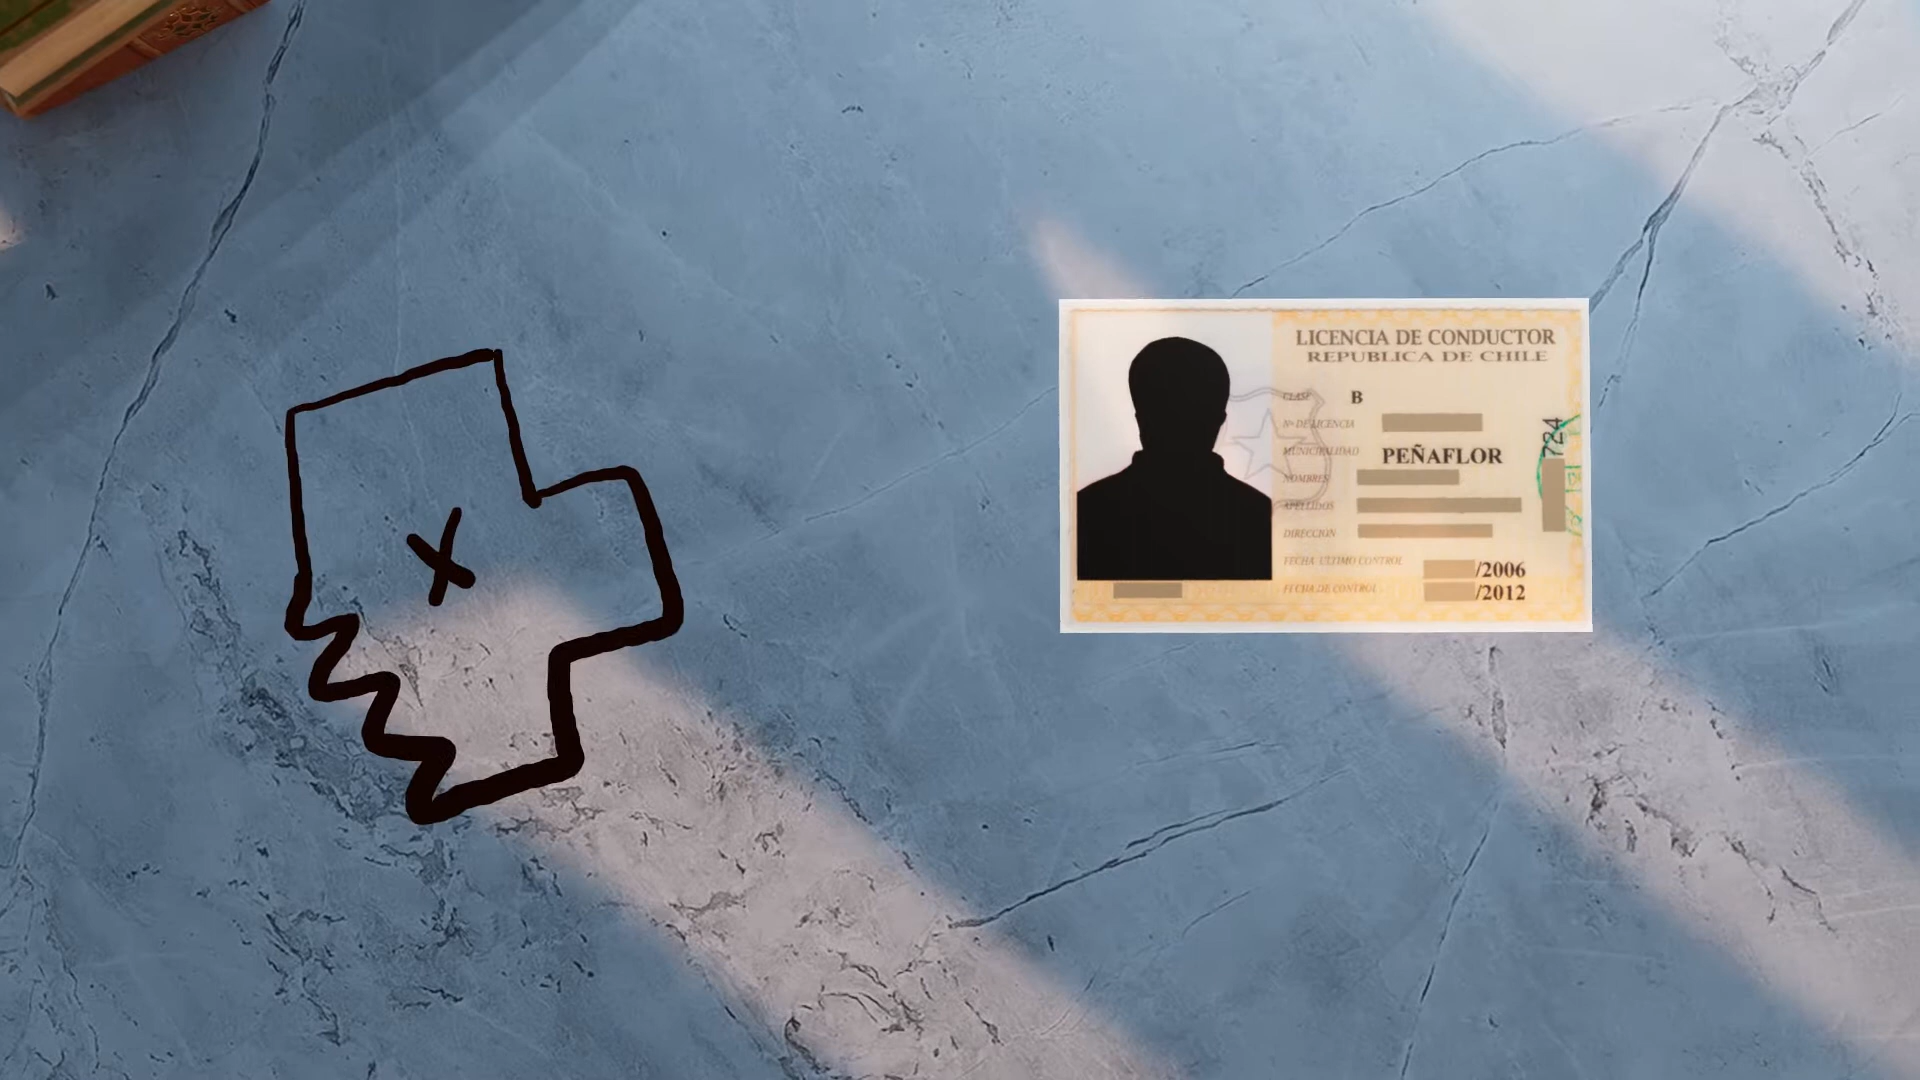 X
LICENCIA DE CONDUCTOR
REPUBLICA DE CHILE
CLASE B
Nº DE LICENCIA
MUNICIPALIDAD PEÑAFLOR
NOMBRES
APELLIDOS
DIRECCION
FECHA ULTIMO CONTROL /2006
FECHA DE CONTROL /2012
724